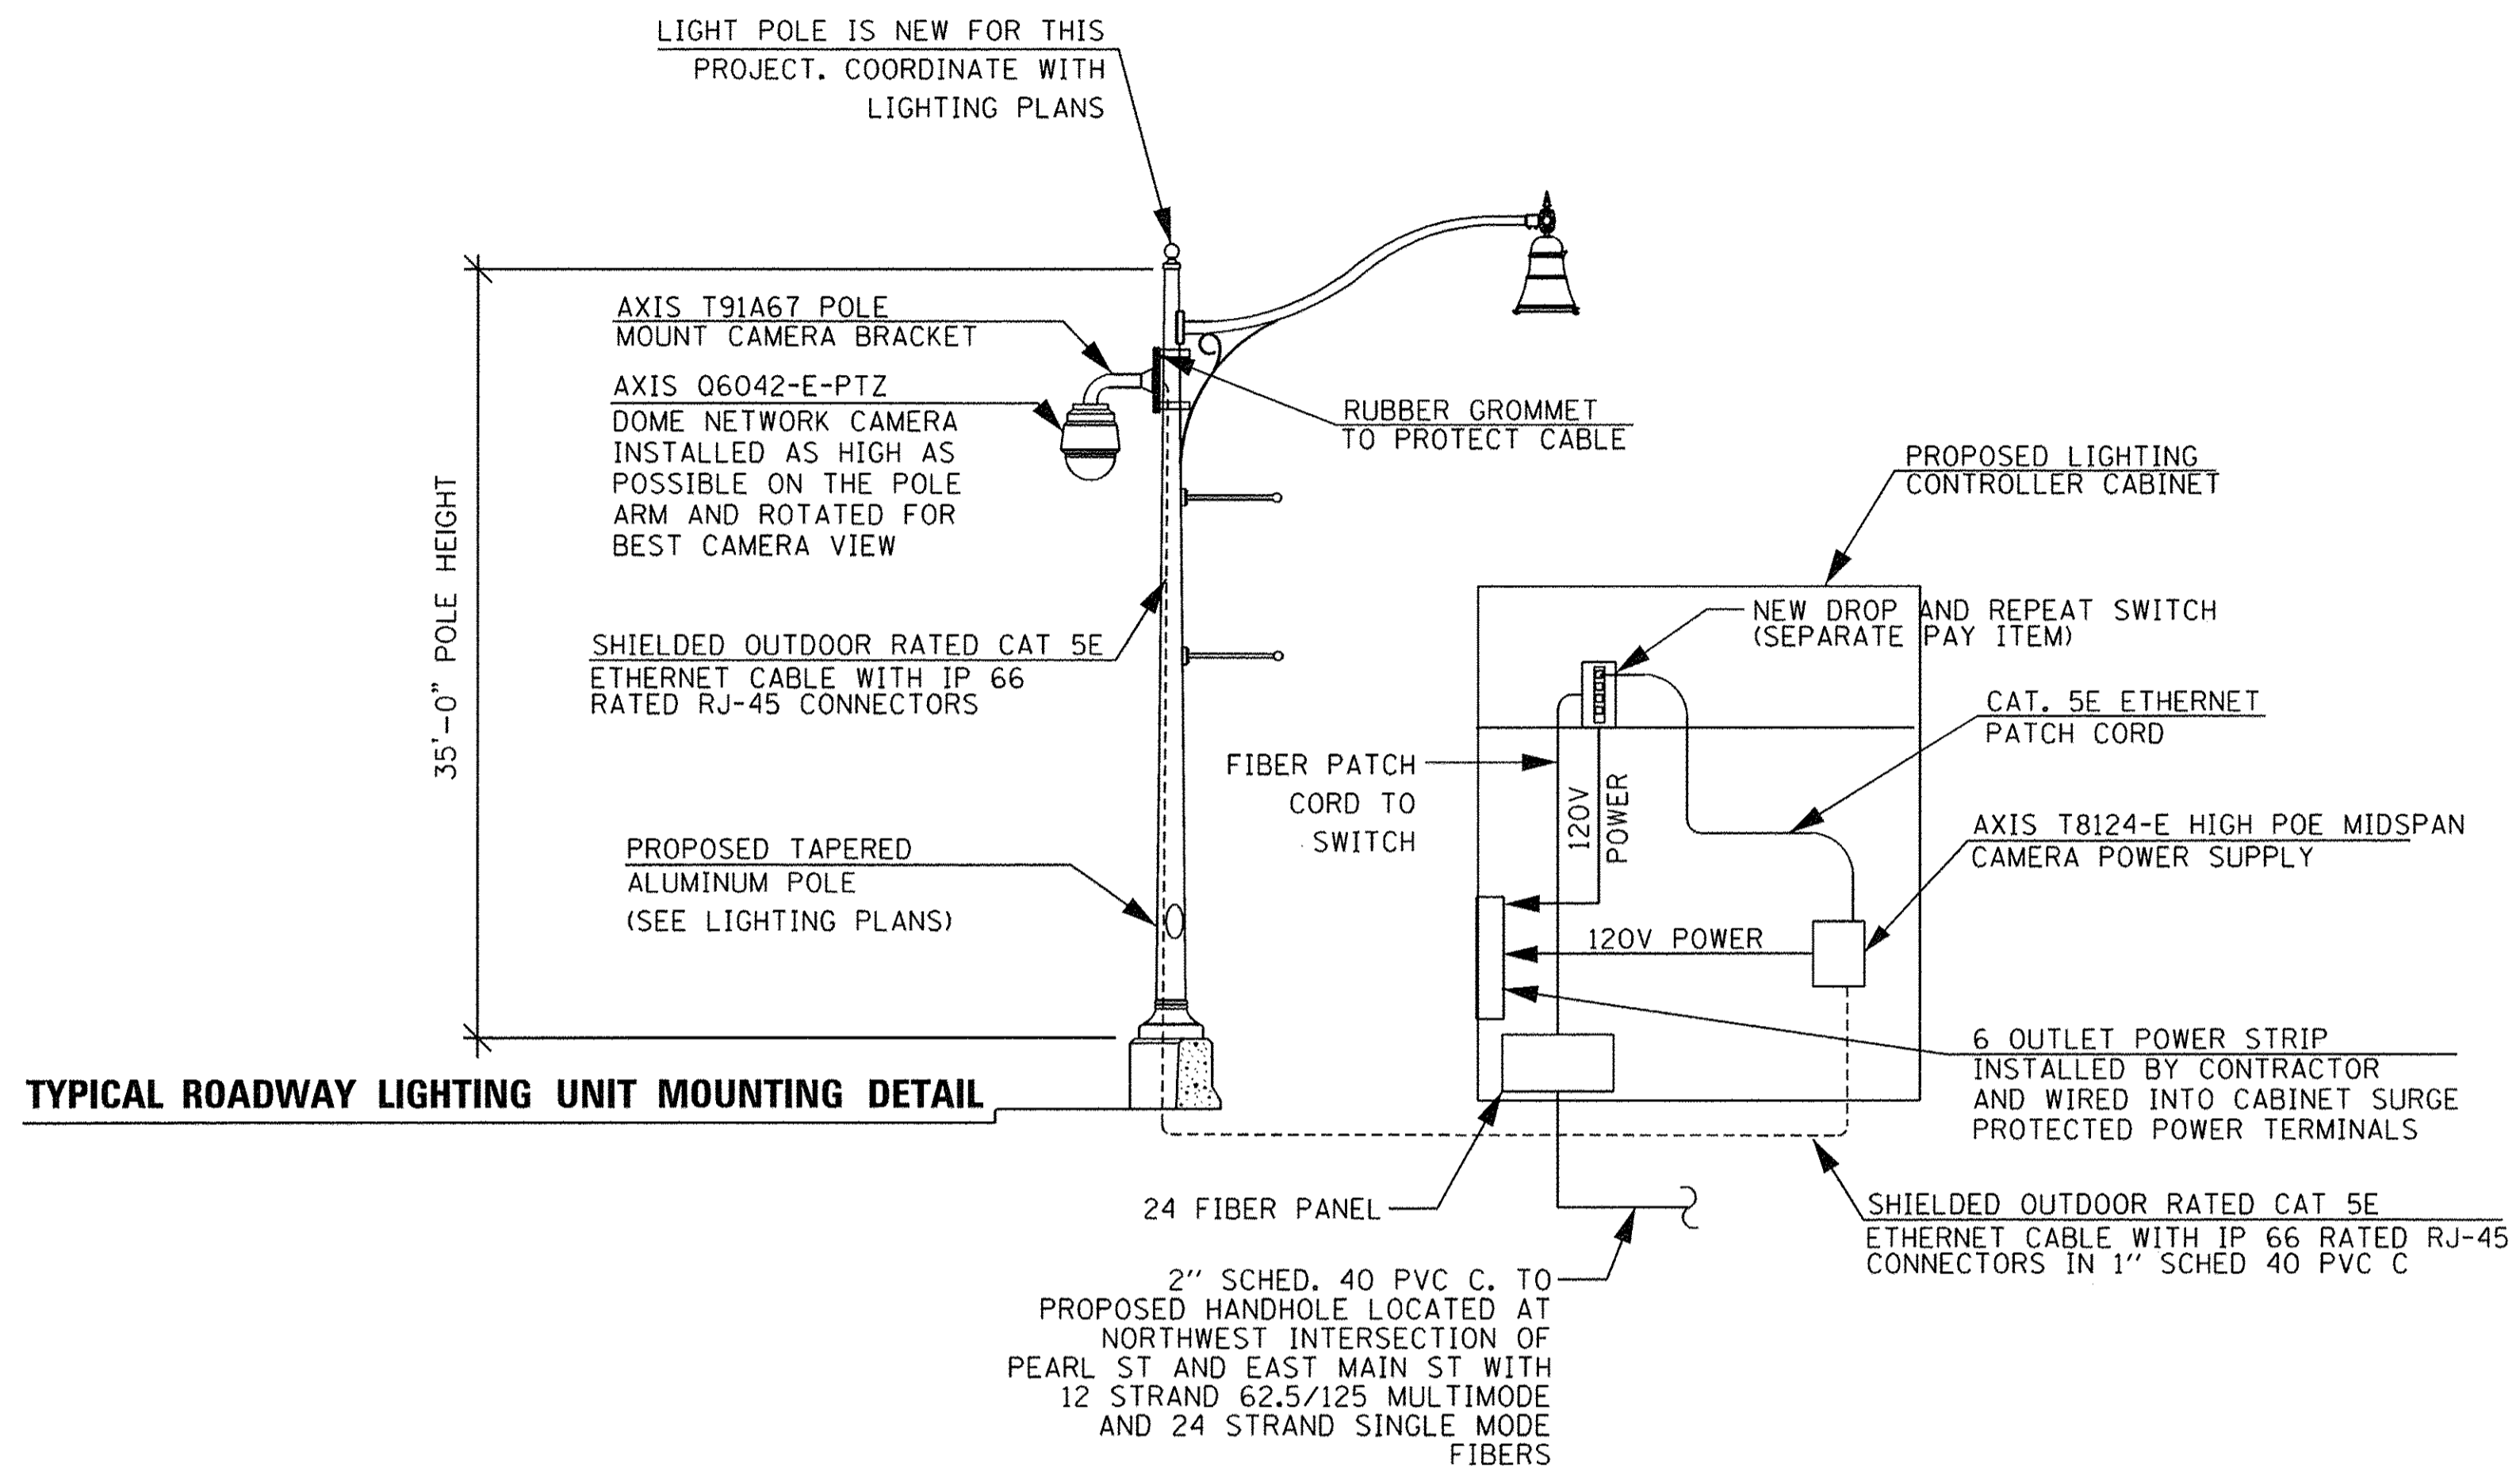 LIGHT POLE IS NEW FOR THIS
PROJECT. COORDINATE WITH
LIGHTING PLANS
AXIS T91A67 POLE
MOUNT CAMERA BRACKET
AXIS Q6042-E-PTZ
DOME NETWORK CAMERA
INSTALLED AS HIGH AS
POSSIBLE ON THE POLE
ARM AND ROTATED FOR
BEST CAMERA VIEW
RUBBER GROMMET
TO PROTECT CABLE
35'-0" POLE HEIGHT
SHIELDED OUTDOOR RATED CAT 5E
ETHERNET CABLE WITH IP 66
RATED RJ-45 CONNECTORS
PROPOSED TAPERED
ALUMINUM POLE
(SEE LIGHTING PLANS)
TYPICAL ROADWAY LIGHTING UNIT MOUNTING DETAIL
PROPOSED LIGHTING
CONTROLLER CABINET
NEW DROP AND REPEAT SWITCH
(SEPARATE PAY ITEM)
CAT. 5E ETHERNET
PATCH CORD
FIBER PATCH
CORD TO
SWITCH
120V
POWER
AXIS T8124-E HIGH POE MIDSPAN
CAMERA POWER SUPPLY
120V POWER
6 OUTLET POWER STRIP
INSTALLED BY CONTRACTOR
AND WIRED INTO CABINET SURGE
PROTECTED POWER TERMINALS
24 FIBER PANEL
SHIELDED OUTDOOR RATED CAT 5E
ETHERNET CABLE WITH IP 66 RATED RJ-45
CONNECTORS IN 1" SCHED 40 PVC C
2" SCHED. 40 PVC C. TO
PROPOSED HANDHOLE LOCATED AT
NORTHWEST INTERSECTION OF
PEARL ST AND EAST MAIN ST WITH
12 STRAND 62.5/125 MULTIMODE
AND 24 STRAND SINGLE MODE
FIBERS